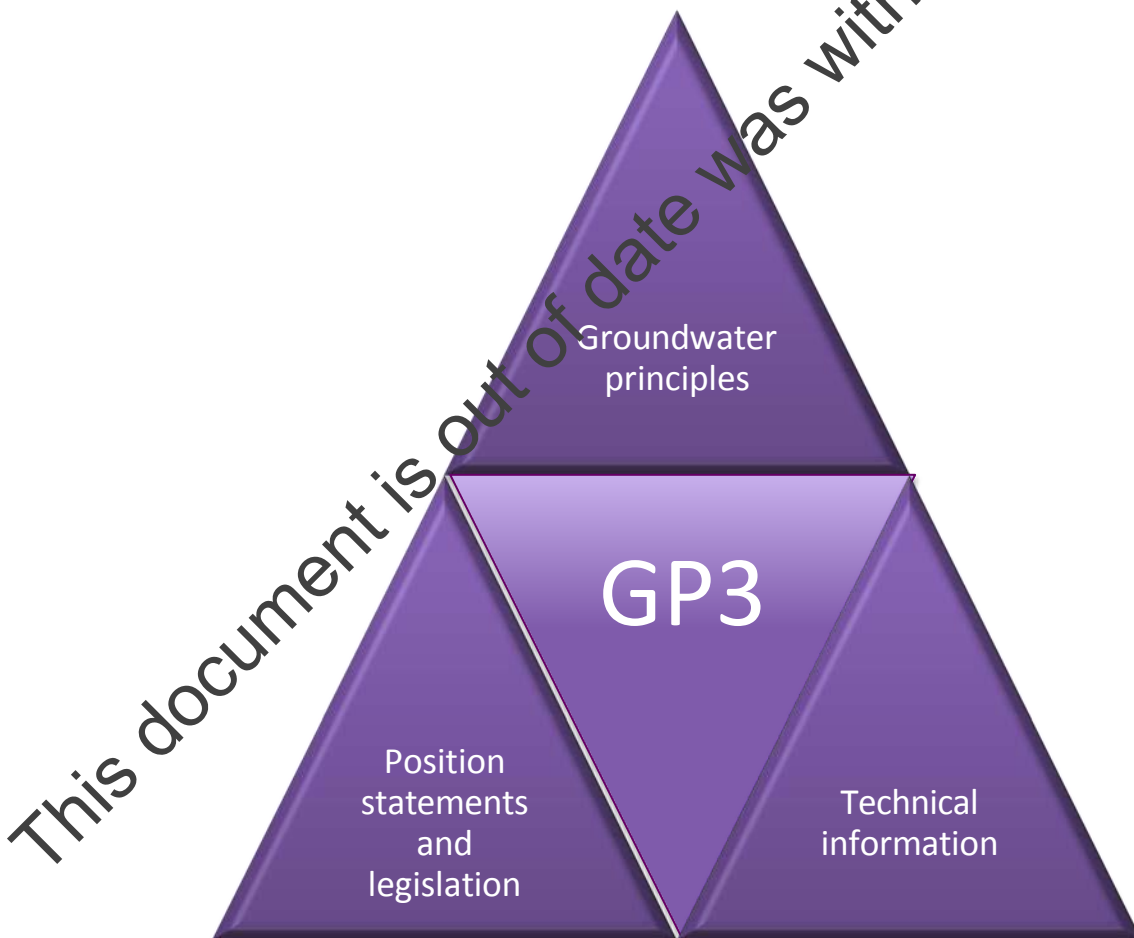 This document is out of date was with
Groundwater
principles
GP3
Position
statements
and
legislation
Technical
information